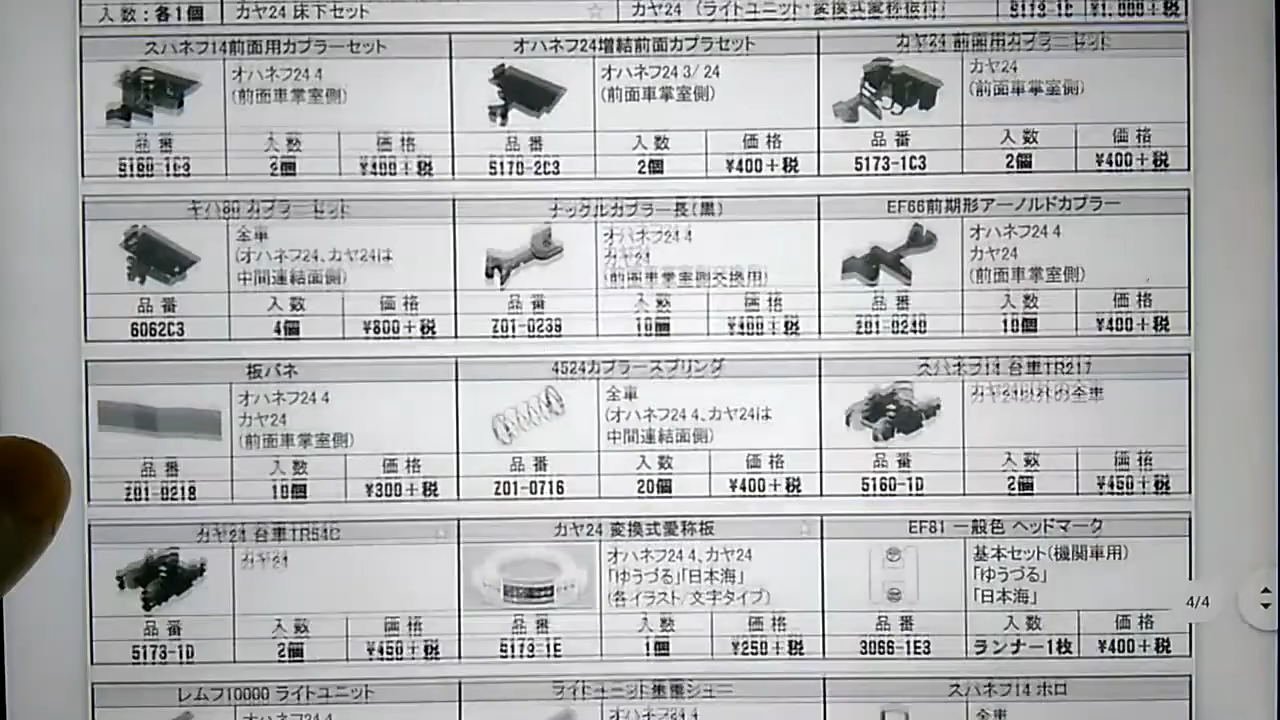 入数：各1個
カヤ24 床下セット
☆
カヤ24 (ライトユニット・変換式愛称板付)
5173-1C
¥1,000+税
スハネフ14前面用カプラーセット
オハネフ24 4
(前面車掌室側)
品番 入数 価格
5160-1C3 2個 ¥400+税
オハネフ24増結前面カプラセット
オハネフ24 3/24
(前面車掌室側)
品番 入数 価格
5170-2C3 2個 ¥400+税
カヤ24 前面用カプラーセット
カヤ24
(前面車掌室側)
品番 入数 価格
5173-1C3 2個 ¥400+税
キハ80 カプラーセット
全車
(オハネフ24、カヤ24は
中間連結面側)
品番 入数 価格
6062C3 4個 ¥800+税
ナックルカプラー長(黒)
オハネフ24 4
カヤ24
(前面車掌室側交換用)
品番 入数 価格
Z01-0239 10個 ¥400+税
EF66前期形アーノルドカプラー
オハネフ24 4
カヤ24
(前面車掌室側)
品番 入数 価格
Z01-0240 10個 ¥400+税
板バネ
オハネフ24 4
カヤ24
(前面車掌室側)
品番 入数 価格
Z01-0218 10個 ¥300+税
4524カプラースプリング
全車
(オハネフ24 4、カヤ24は
中間連結面側)
品番 入数 価格
Z01-0716 20個 ¥400+税
スハネフ14 台車TR217
カヤ24以外の全車
品番 入数 価格
5160-1D 2個 ¥450+税
カヤ24 台車TR54C
☆
カヤ24
品番 入数 価格
5173-1D 2個 ¥450+税
カヤ24 変換式愛称板
☆
オハネフ24 4、カヤ24
「ゆうづる」「日本海」
(各イラスト/文字タイプ)
品番 入数 価格
5173-1E 1個 ¥250+税
EF81 一般色 ヘッドマーク
基本セット(機関車用)
「ゆうづる」
「日本海」
品番 入数 価格
3066-1E3 ランナー1枚 ¥400+税
4/4
レムフ10000 ライトユニット
オハネフ24 4
ライトユニット集電シュー
オハネフ24 4
スハネフ14 ホロ
全車